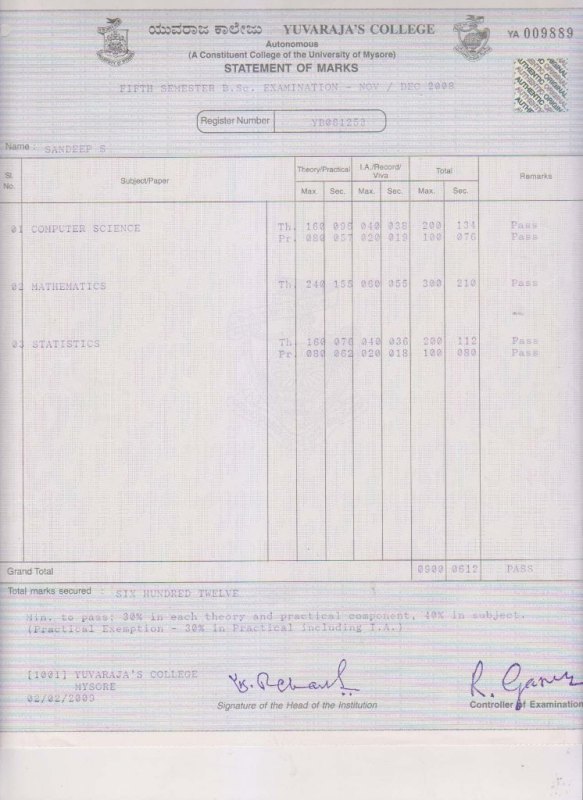 ಯುವರಾಜ ಕಾಲೇಜು YUVARAJA'S COLLEGE YA 009889
Autonomous
(A Constituent College of the University of Mysore)
STATEMENT OF MARKS
FIFTH SEMESTER B.Sc. EXAMINATION - NOV / DEC 2008
Register Number YB061253
Name : SANDEEP S
Sl. No. Subject/Paper Theory/Practical I.A./Record/Viva Total Remarks
Max. Sec. Max. Sec. Max. Sec.
01 COMPUTER SCIENCE Th. 160 096 040 038 200 134 Pass
Pr. 080 057 020 019 100 076 Pass
02 MATHEMATICS Th. 240 155 060 055 300 210 Pass
03 STATISTICS Th. 160 076 040 036 200 112 Pass
Pr. 080 062 020 018 100 080 Pass
Grand Total 0900 0612 PASS
Total marks secured : SIX HUNDRED TWELVE
Min. to pass: 30% in each theory and practical component, 40% in subject.
(Practical Exemption - 30% in Practical including I.A.)
[1001] YUVARAJA'S COLLEGE
MYSORE
02/02/2009
Signature of the Head of the Institution
Controller of Examination